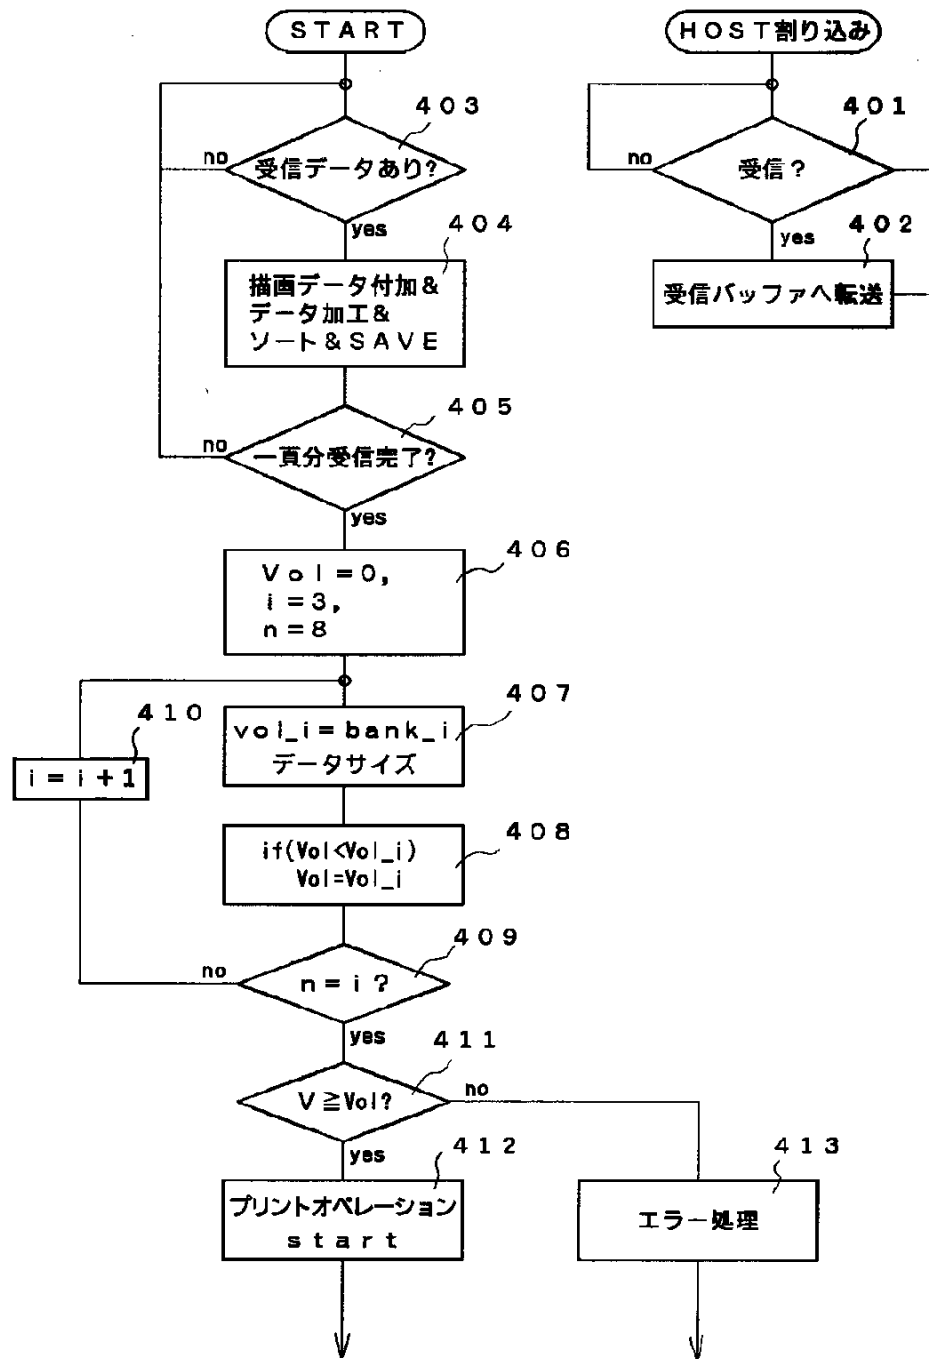 START
403
no
受信データあり?
yes
404
描画データ付加&
データ加工&
ソート&SAVE
405
no
一頁分受信完了?
yes
406
Vol=0,
i=3,
n=8
407
410
vol_i=bank_i
データサイズ
i=i+1
408
if(Vol<Vol_i)
Vol=Vol_i
409
no
n=i?
yes
411
V≧Vol?
no
yes
412
プリントオペレーション
start
413
エラー処理
HOST割り込み
401
no
受信?
yes
402
受信バッファへ転送